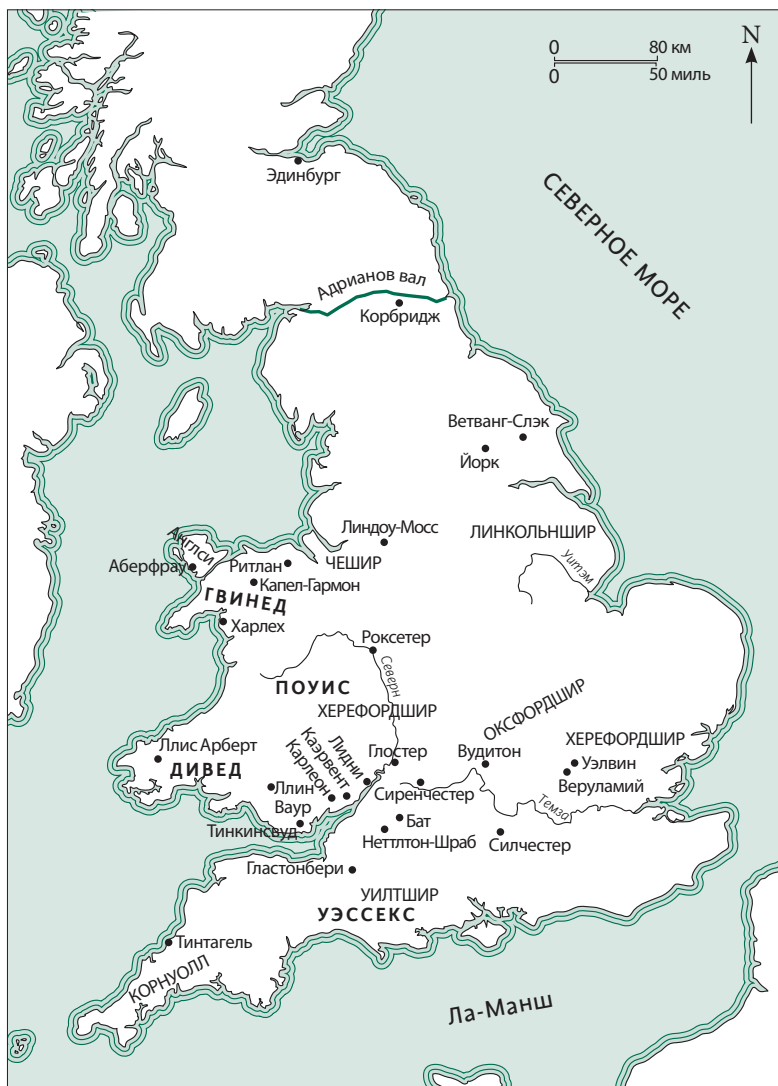 0 80 км
0 50 миль
N
Эдинбург
СЕВЕРНОЕ МОРЕ
Адрианов вал
Корбридж
Ветванг-Слэк
Йорк
Линдоу-Мосс
ЛИНКОЛЬНШИР
Англси
Аберфрау
Ритлан
ЧЕШИР
Уитэм
Капел-Гармон
ГВИНЕД
Харлех
Роксетер
Северн
ПОУИС
ХЕРЕФОРДШИР
ОКСФОРДШИР
Ллис Арберт
ДИВЕД
Лидни
Каэрвент
Карлеон
Глостер
Вудитон
ХЕРЕФОРДШИР
Уэлвин
Веруламий
Ллин
Ваур
Сиренчестер
Темза
Тинкинсвуд
Бат
Неттлтон-Шраб
Силчестер
Гластонбери
УИЛТШИР
УЭССЕКС
Тинтагель
КОРНУОЛЛ
Ла-Манш